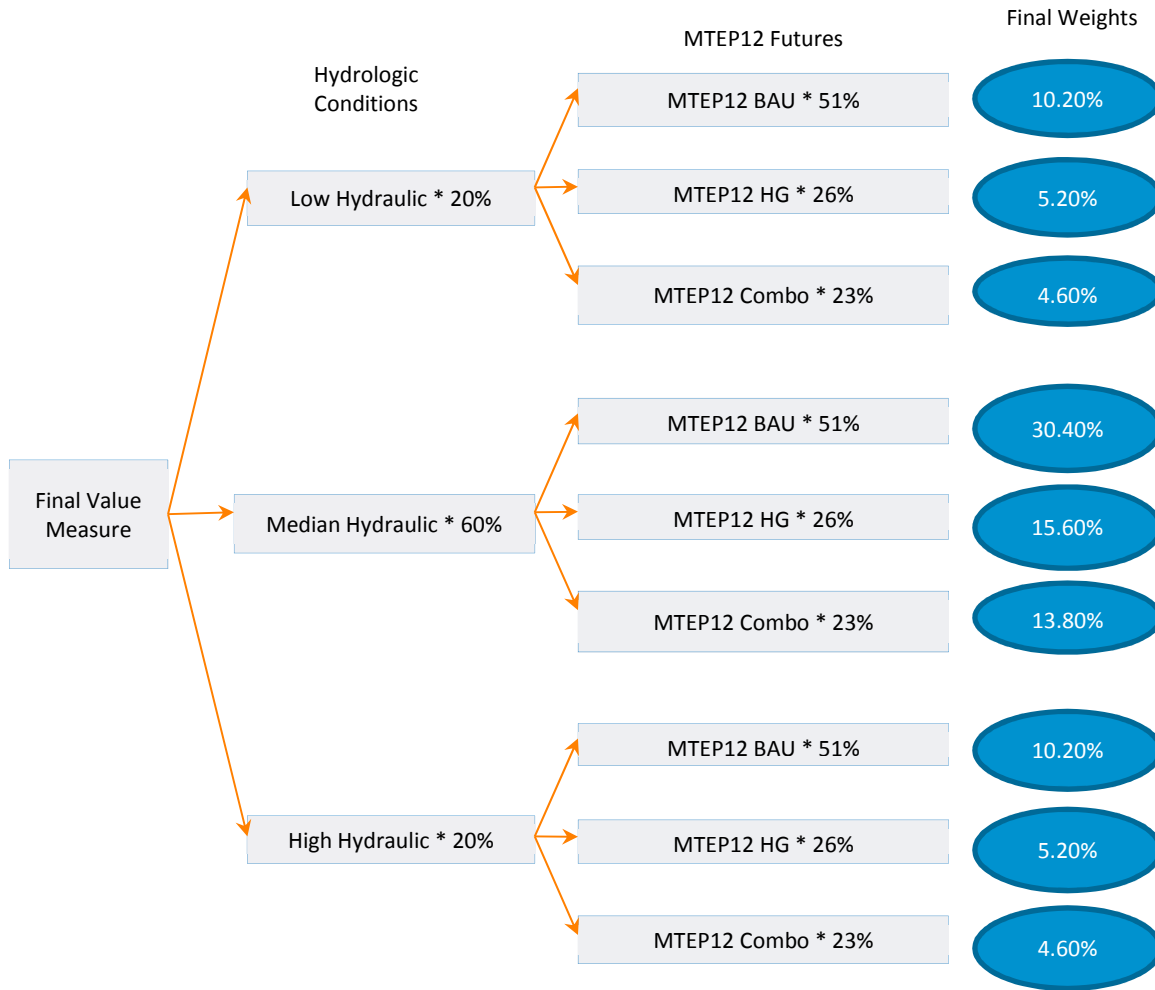 Final Weights
MTEP12 Futures
Hydrologic
Conditions
MTEP12 BAU * 51%
10.20%
Low Hydraulic * 20%
MTEP12 HG * 26%
5.20%
MTEP12 Combo * 23%
4.60%
MTEP12 BAU * 51%
30.40%
Final Value
Measure
Median Hydraulic * 60%
MTEP12 HG * 26%
15.60%
MTEP12 Combo * 23%
13.80%
MTEP12 BAU * 51%
10.20%
High Hydraulic * 20%
MTEP12 HG * 26%
5.20%
MTEP12 Combo * 23%
4.60%